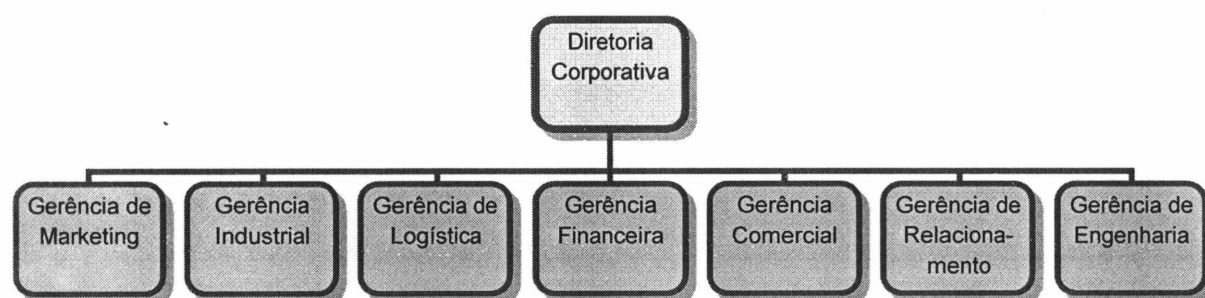 Diretoria
Corporativa
Gerência de
Marketing
Gerência
Industrial
Gerência de
Logística
Gerência
Financeira
Gerência
Comercial
Gerência de
Relaciona-
mento
Gerência de
Engenharia